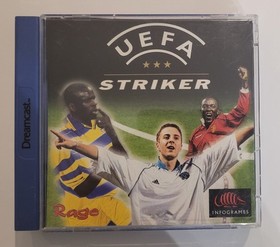 UEFA
STRIKER
Dreamcast
Rage
INFOGRAMES